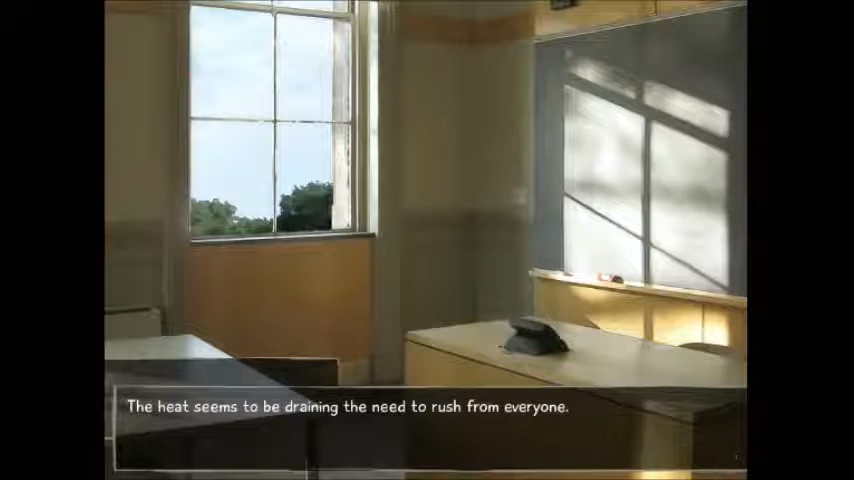 The heat seems to be draining the need to rush from everyone.